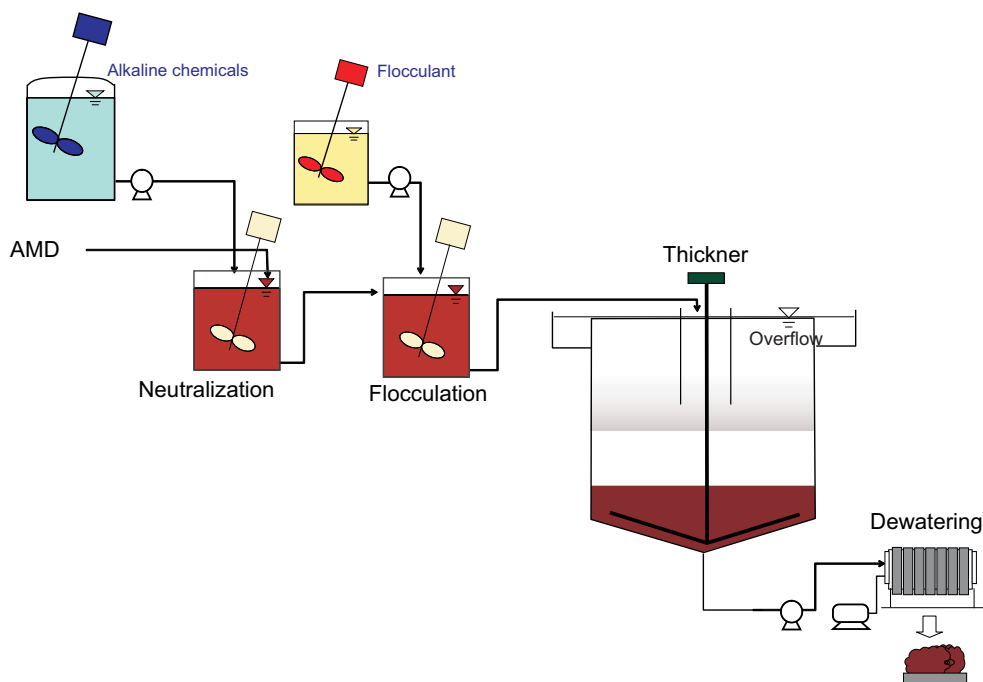 Alkaline chemicals
Flocculant
AMD
Thickner
Overflow
Neutralization
Flocculation
Dewatering